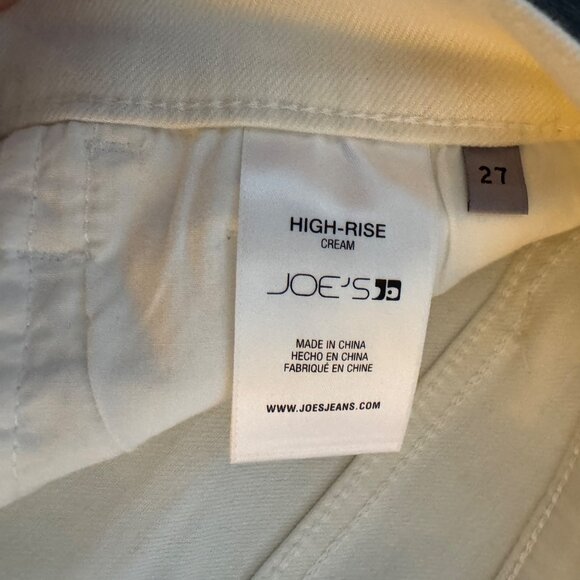 27
HIGH-RISE
CREAM
JOE'S
MADE IN CHINA
HECHO EN CHINA
FABRIQUÉ EN CHINE
WWW.JOESJEANS.COM